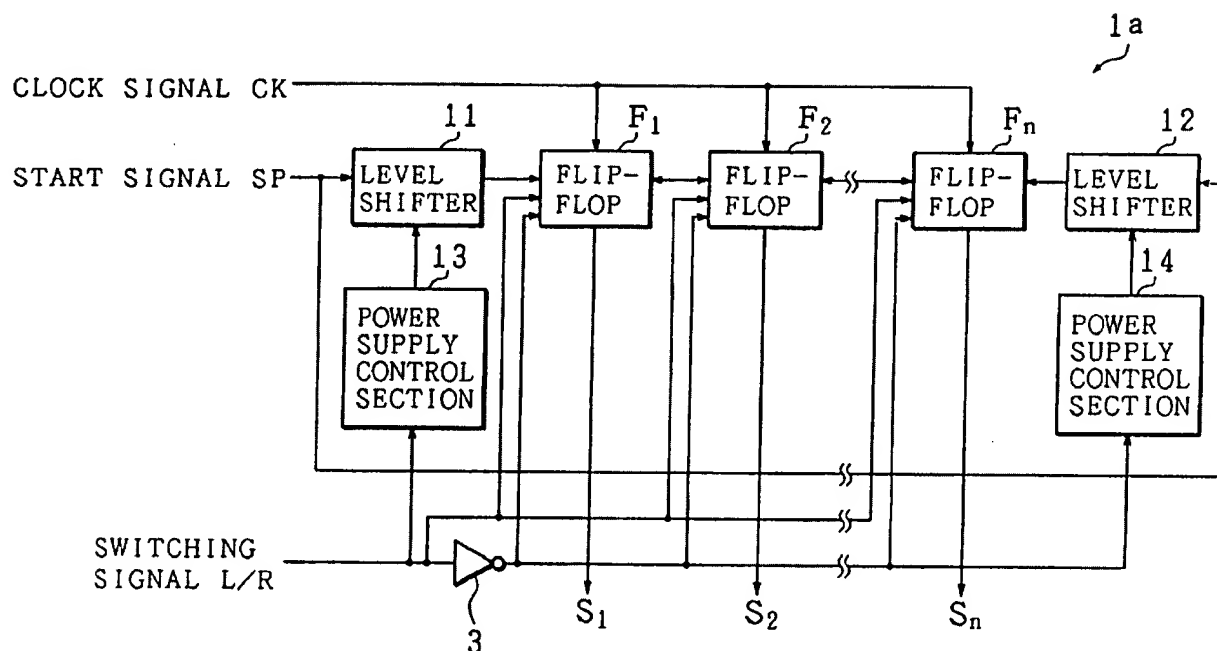 1a
CLOCK SIGNAL CK
11
F1
F2
Fn
12
START SIGNAL SP
LEVEL
SHIFTER
FLIP-
FLOP
FLIP-
FLOP
FLIP-
FLOP
LEVEL
SHIFTER
13
POWER
SUPPLY
CONTROL
SECTION
14
POWER
SUPPLY
CONTROL
SECTION
SWITCHING
SIGNAL L/R
3
S1
S2
Sn